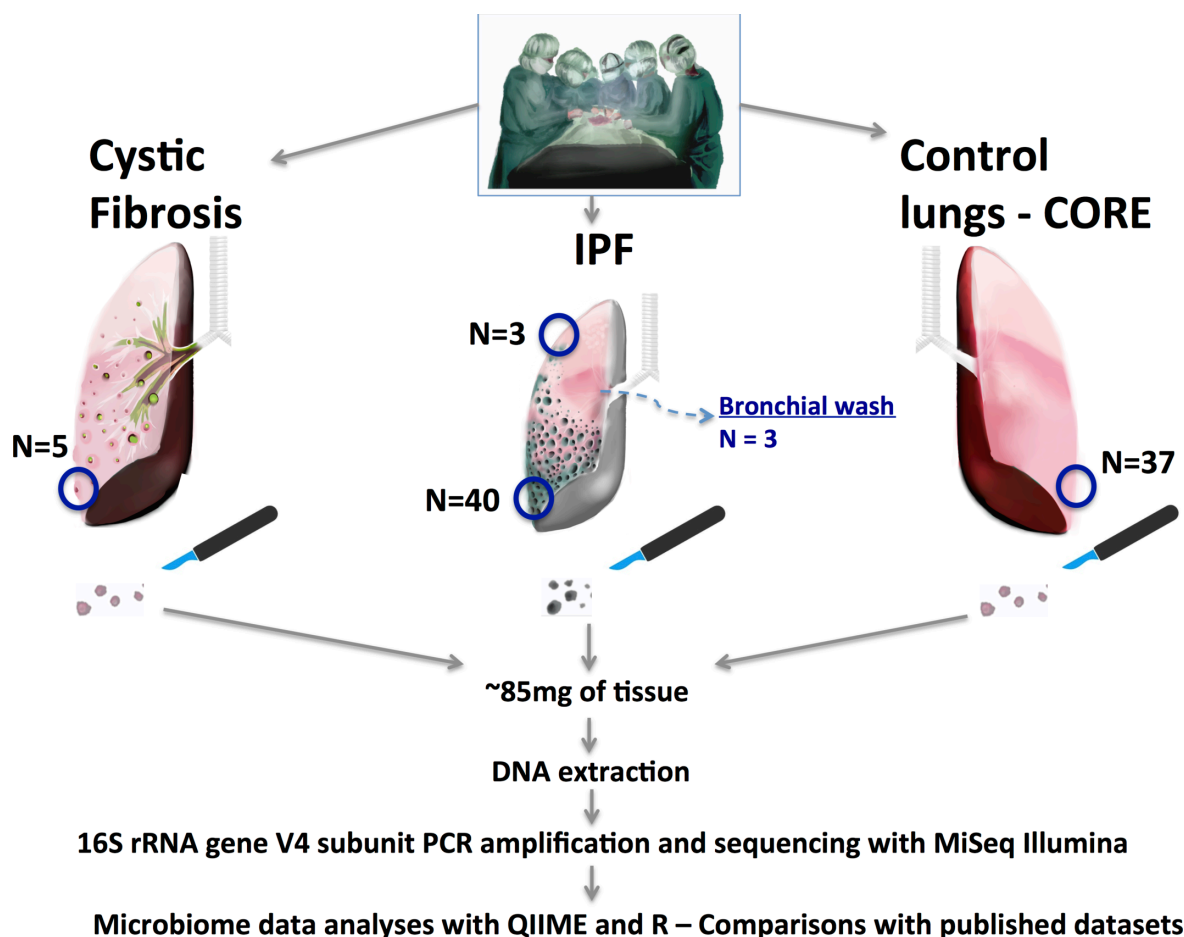 Cystic
Fibrosis
IPF
Control
lungs - CORE
N=5
N=3
Bronchial wash
N = 3
N=40
N=37
~85mg of tissue
DNA extraction
16S rRNA gene V4 subunit PCR amplification and sequencing with MiSeq Illumina
Microbiome data analyses with QIIME and R – Comparisons with published datasets